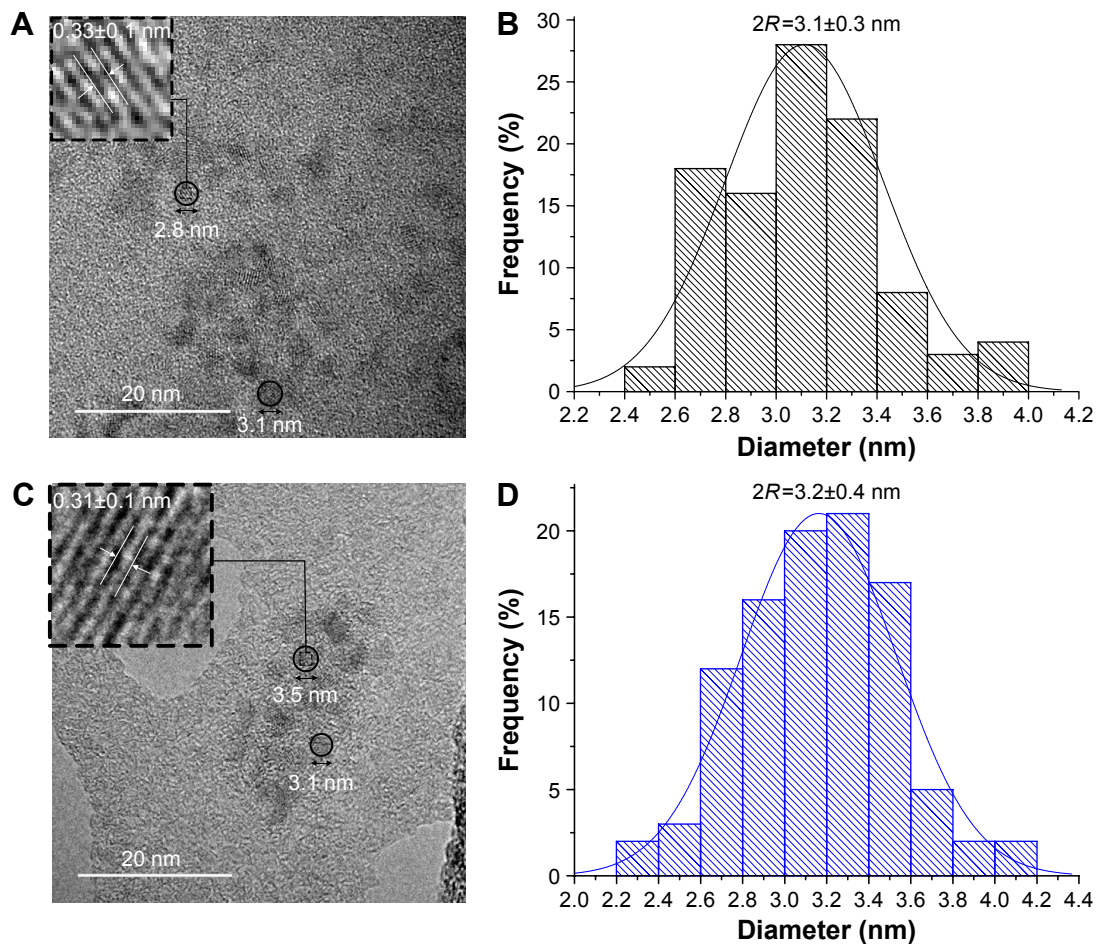 A
0.33±0.1 nm
2.8 nm
20 nm
3.1 nm
B
2R=3.1±0.3 nm
Frequency (%)
30
25
20
15
10
5
0
2.2 2.4 2.6 2.8 3.0 3.2 3.4 3.6 3.8 4.0 4.2
Diameter (nm)
C
0.31±0.1 nm
3.5 nm
3.1 nm
20 nm
D
2R=3.2±0.4 nm
Frequency (%)
20
15
10
5
0
2.0 2.2 2.4 2.6 2.8 3.0 3.2 3.4 3.6 3.8 4.0 4.2 4.4
Diameter (nm)